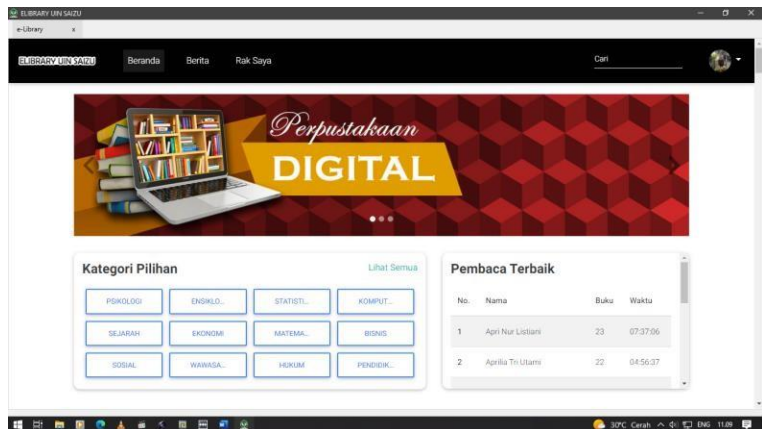 ELIBRARY UIN SAIZU
e-Library x
ELIBRARY UIN SAIZU Beranda Berita Rak Saya Cari
Perpustakaan
DIGITAL
Kategori Pilihan Lihat Semua
PSIKOLOGI ENSIKLO... STATISTI... KOMPUT...
SEJARAH EKONOMI MATEMA... BISNIS
SOSIAL WAWASA... HUKUM PENDIDIK...
Pembaca Terbaik
No. Nama Buku Waktu
1 Apri Nur Listiani 23 07:37:06
2 Aprilia Tri Utami 22 04:56:37
30°C Cerah ENG 11.09